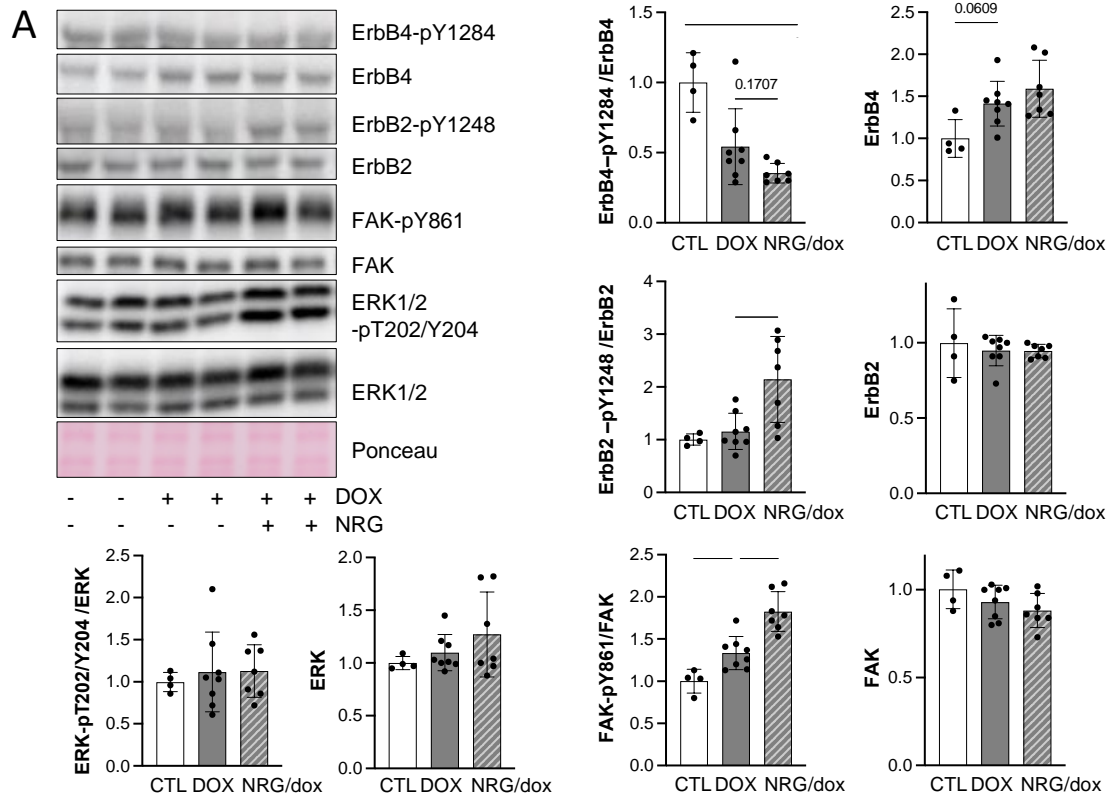 A
ErbB4-pY1284
ErbB4
ErbB2-pY1248
ErbB2
FAK-pY861
FAK
ERK1/2
-pT202/Y204
ERK1/2
Ponceau
- - + + + + DOX
- - - - + + NRG
ErbB4–pY1284 /ErbB4
1.5
1.0
0.5
0.0
0.1707
CTL DOX NRG/dox
ErbB4
2.5
2.0
1.5
1.0
0.5
0.0
0.0609
CTL DOX NRG/dox
ErbB2 –pY1248 /ErbB2
4
3
2
1
0
CTL DOX NRG/dox
ErbB2
1.0
0.5
0.0
CTL DOX NRG/dox
ERK-pT202/Y204 /ERK
2.5
2.0
1.5
1.0
0.5
0.0
CTL DOX NRG/dox
ERK
2.0
1.5
1.0
0.5
0.0
CTL DOX NRG/dox
FAK-pY861/FAK
2.5
2.0
1.5
1.0
0.5
0.0
CTL DOX NRG/dox
FAK
1.0
0.5
0.0
CTL DOX NRG/dox